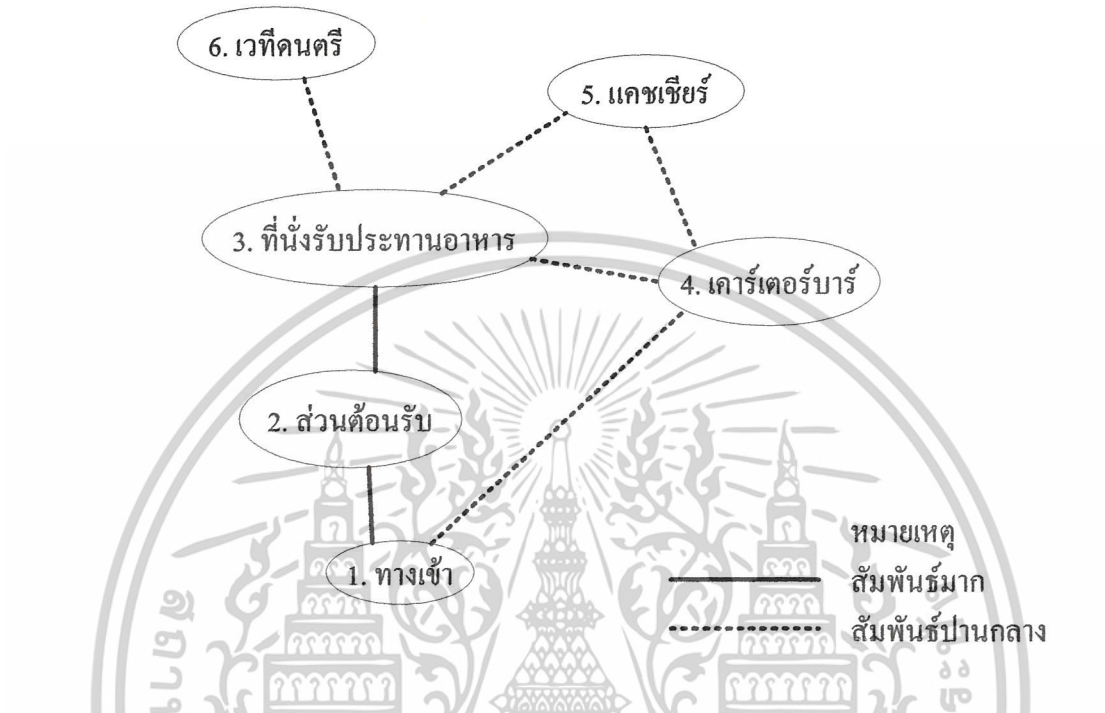 6. เวทีดนตรี
5. แคชเชียร์
3. ที่นั่งรับประทานอาหาร
4. เคาร์เตอร์บาร์
2. ส่วนต้อนรับ
1. ทางเข้า
หมายเหตุ
สัมพันธ์มาก
สัมพันธ์ปานกลาง